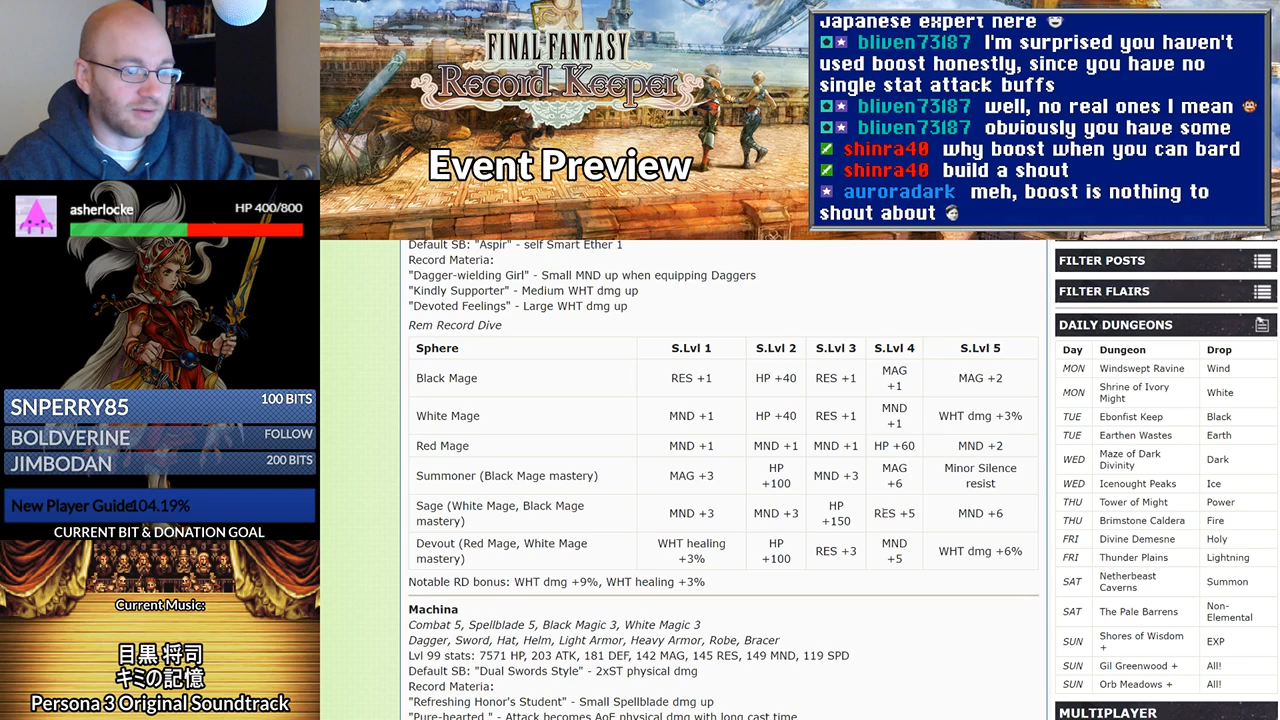 FINAL FANTASY
Record Keeper
Event Preview
Japanese expert here
bliven73187 I'm surprised you haven't
used boost honestly, since you have no
single stat attack buffs
bliven73187 well, no real ones I mean
bliven73187 obviously you have some
shinra40 why boost when you can bard
shinra40 build a shout
auroradark meh, boost is nothing to
shout about
asherlocke
HP 400/800
SNPERRY85 100 BITS
BOLDVERINE FOLLOW
JIMBODAN 200 BITS
New Player Guide104.19%
CURRENT BIT & DONATION GOAL
Current Music:
目黒 将司
キミの記憶
Persona 3 Original Soundtrack
Default SB: "Aspir" - self Smart Ether 1
Record Materia:
"Dagger-wielding Girl" - Small MND up when equipping Daggers
"Kindly Supporter" - Medium WHT dmg up
"Devoted Feelings" - Large WHT dmg up
Rem Record Dive
Sphere S.Lvl 1 S.Lvl 2 S.Lvl 3 S.Lvl 4 S.Lvl 5
Black Mage RES +1 HP +40 RES +1 MAG +1 MAG +2
White Mage MND +1 HP +40 RES +1 MND +1 WHT dmg +3%
Red Mage MND +1 MND +1 MND +1 HP +60 MND +2
Summoner (Black Mage mastery) MAG +3 HP +100 MND +3 MAG +6 Minor Silence resist
Sage (White Mage, Black Mage mastery) MND +3 MND +3 HP +150 RES +5 MND +6
Devout (Red Mage, White Mage mastery) WHT healing +3% HP +100 RES +3 MND +5 WHT dmg +6%
Notable RD bonus: WHT dmg +9%, WHT healing +3%
Machina
Combat 5, Spellblade 5, Black Magic 3, White Magic 3
Dagger, Sword, Hat, Helm, Light Armor, Heavy Armor, Robe, Bracer
Lvl 99 stats: 7571 HP, 203 ATK, 181 DEF, 142 MAG, 145 RES, 149 MND, 119 SPD
Default SB: "Dual Swords Style" - 2xST physical dmg
Record Materia:
"Refreshing Honor's Student" - Small Spellblade dmg up
"Pure-hearted " - Attack becomes AoE physical dmg with long cast time
FILTER POSTS
FILTER FLAIRS
DAILY DUNGEONS
Day Dungeon Drop
MON Windswept Ravine Wind
MON Shrine of Ivory Might White
TUE Ebonfist Keep Black
TUE Earthen Wastes Earth
WED Maze of Dark Divinity Dark
WED Icenought Peaks Ice
THU Tower of Might Power
THU Brimstone Caldera Fire
FRI Divine Demesne Holy
FRI Thunder Plains Lightning
SAT Netherbeast Caverns Summon
SAT The Pale Barrens Non-Elemental
SUN Shores of Wisdom + EXP
SUN Gil Greenwood + All!
SUN Orb Meadows + All!
MULTIPLAYER